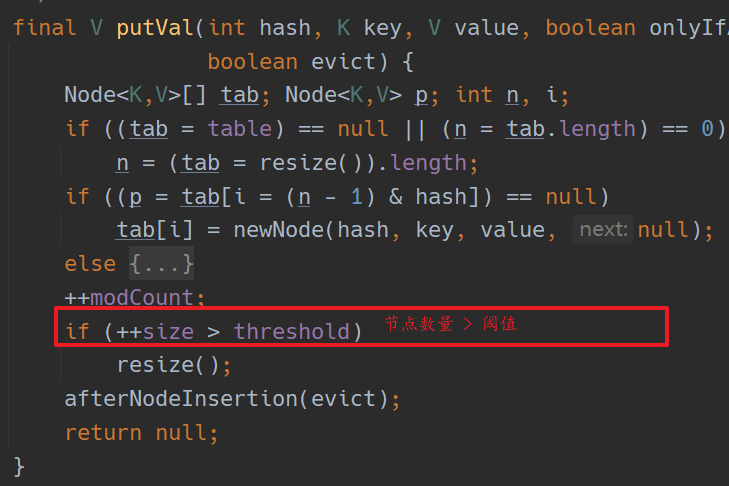 final V putVal(int hash, K key, V value, boolean onlyIfA
boolean evict) {
Node<K,V>[] tab; Node<K,V> p; int n, i;
if ((tab = table) == null || (n = tab.length) == 0)
n = (tab = resize()).length;
if ((p = tab[i = (n - 1) & hash]) == null)
tab[i] = newNode(hash, key, value, next: null);
else {...}
++modCount;
if (++size > threshold) 节点数量 > 阈值
resize();
afterNodeInsertion(evict);
return null;
}